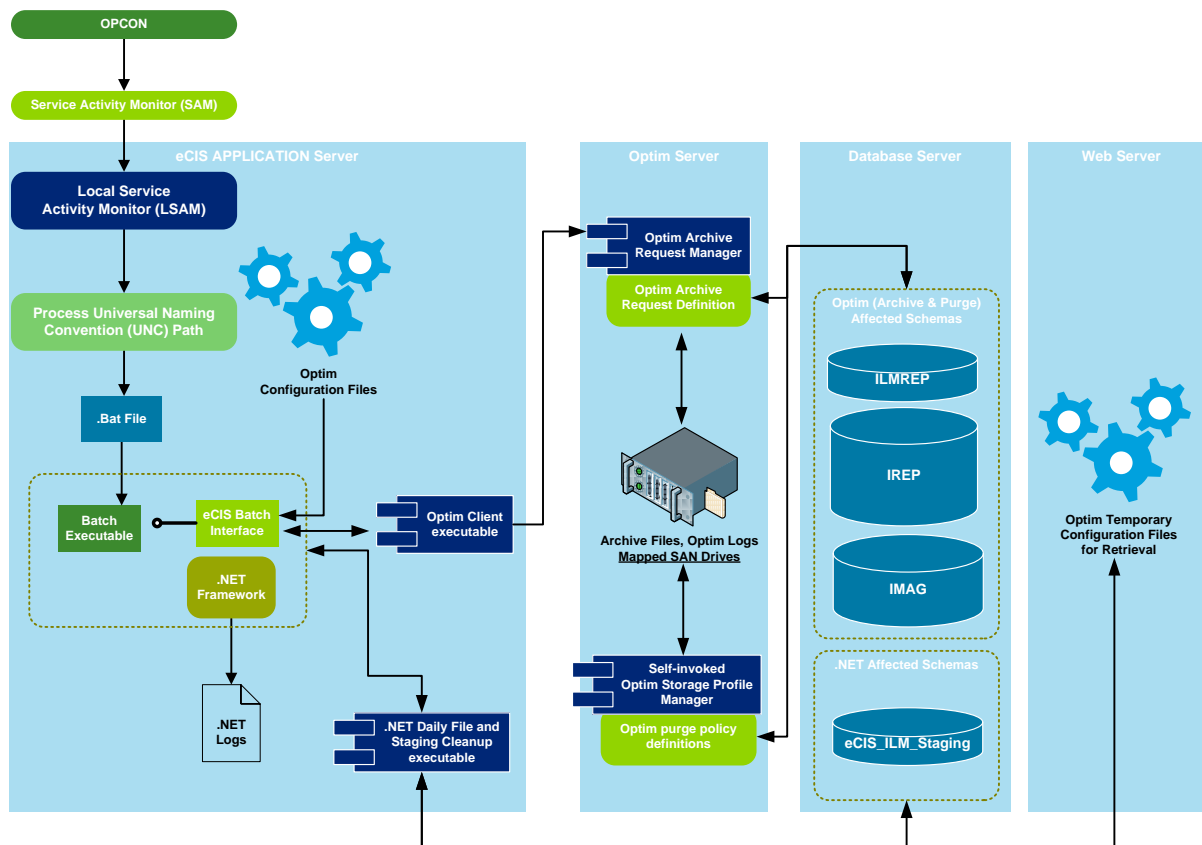 OPCON
Service Activity Monitor (SAM)
eCIS APPLICATION Server
Local Service
Activity Monitor (LSAM)
Process Universal Naming
Convention (UNC) Path
Optim
Configuration Files
.Bat File
Batch
Executable
eCIS Batch
Interface
.NET
Framework
.NET
Logs
Optim Client
executable
.NET Daily File and
Staging Cleanup
executable
Optim Server
Optim Archive
Request Manager
Optim Archive
Request Definition
Archive Files, Optim Logs
Mapped SAN Drives
Self-invoked
Optim Storage Profile
Manager
Optim purge policy
definitions
Database Server
Optim (Archive & Purge)
Affected Schemas
ILMREP
IREP
IMAG
.NET Affected Schemas
eCIS_ILM_Staging
Web Server
Optim Temporary
Configuration Files
for Retrieval